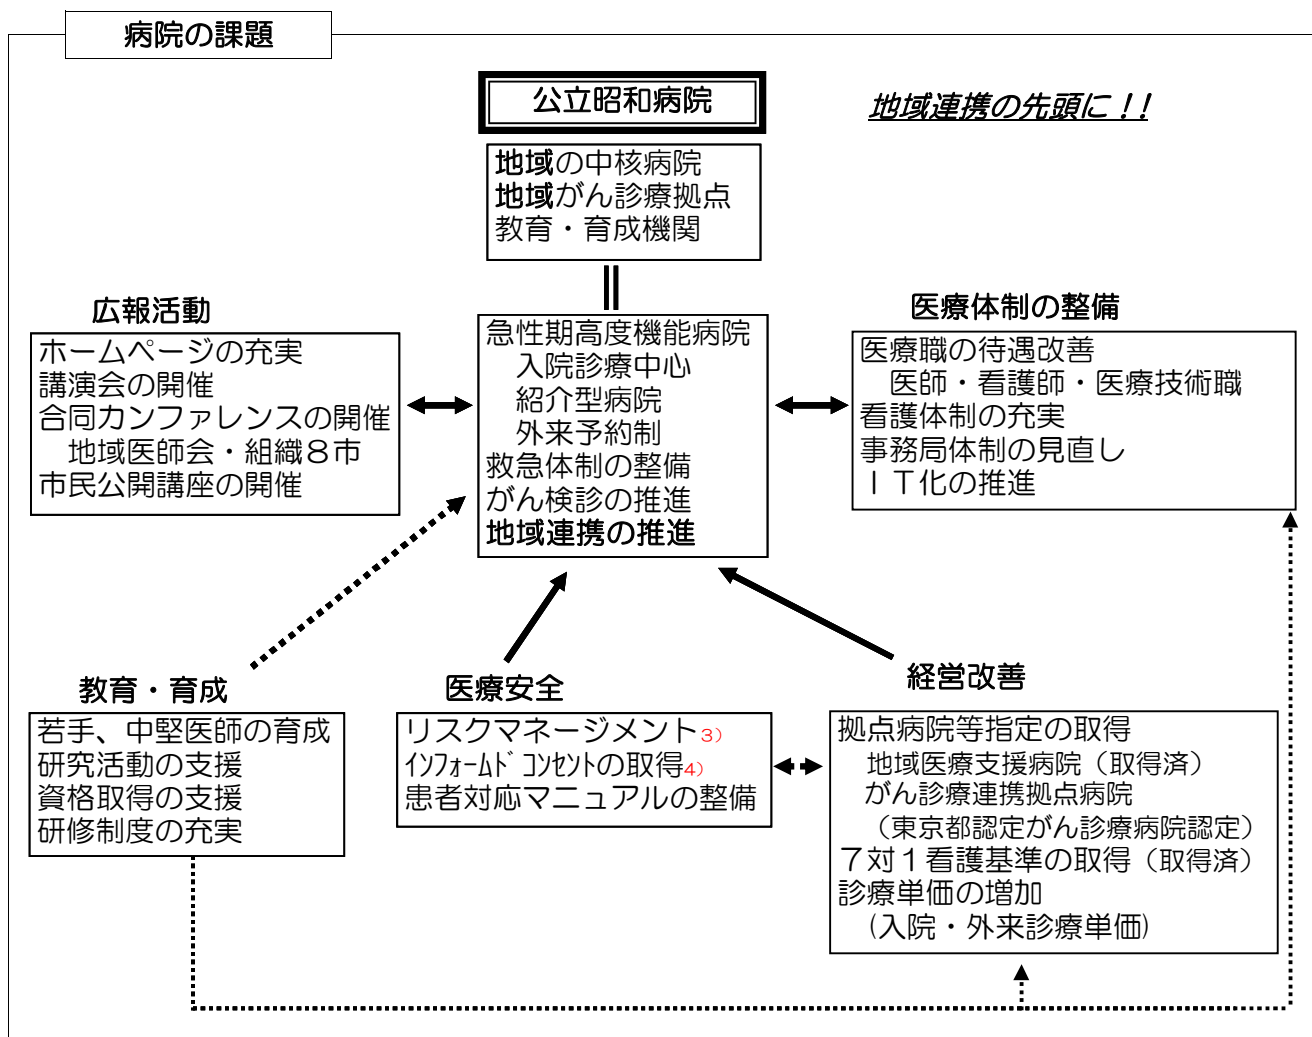 病院の課題
公立昭和病院
地域連携の先頭に！！
地域の中核病院
地域がん診療拠点
教育・育成機関
広報活動
ホームページの充実
講演会の開催
合同カンファレンスの開催
地域医師会・組織８市
市民公開講座の開催
急性期高度機能病院
入院診療中心
紹介型病院
外来予約制
救急体制の整備
がん検診の推進
地域連携の推進
医療体制の整備
医療職の待遇改善
医師・看護師・医療技術職
看護体制の充実
事務局体制の見直し
ＩＴ化の推進
教育・育成
若手、中堅医師の育成
研究活動の支援
資格取得の支援
研修制度の充実
医療安全
リスクマネージメント3）
ｲﾝﾌｫｰﾑﾄﾞｺﾝｾﾝﾄの取得4）
患者対応マニュアルの整備
経営改善
拠点病院等指定の取得
地域医療支援病院（取得済）
がん診療連携拠点病院
（東京都認定がん診療病院認定）
７対１看護基準の取得（取得済）
診療単価の増加
（入院・外来診療単価）